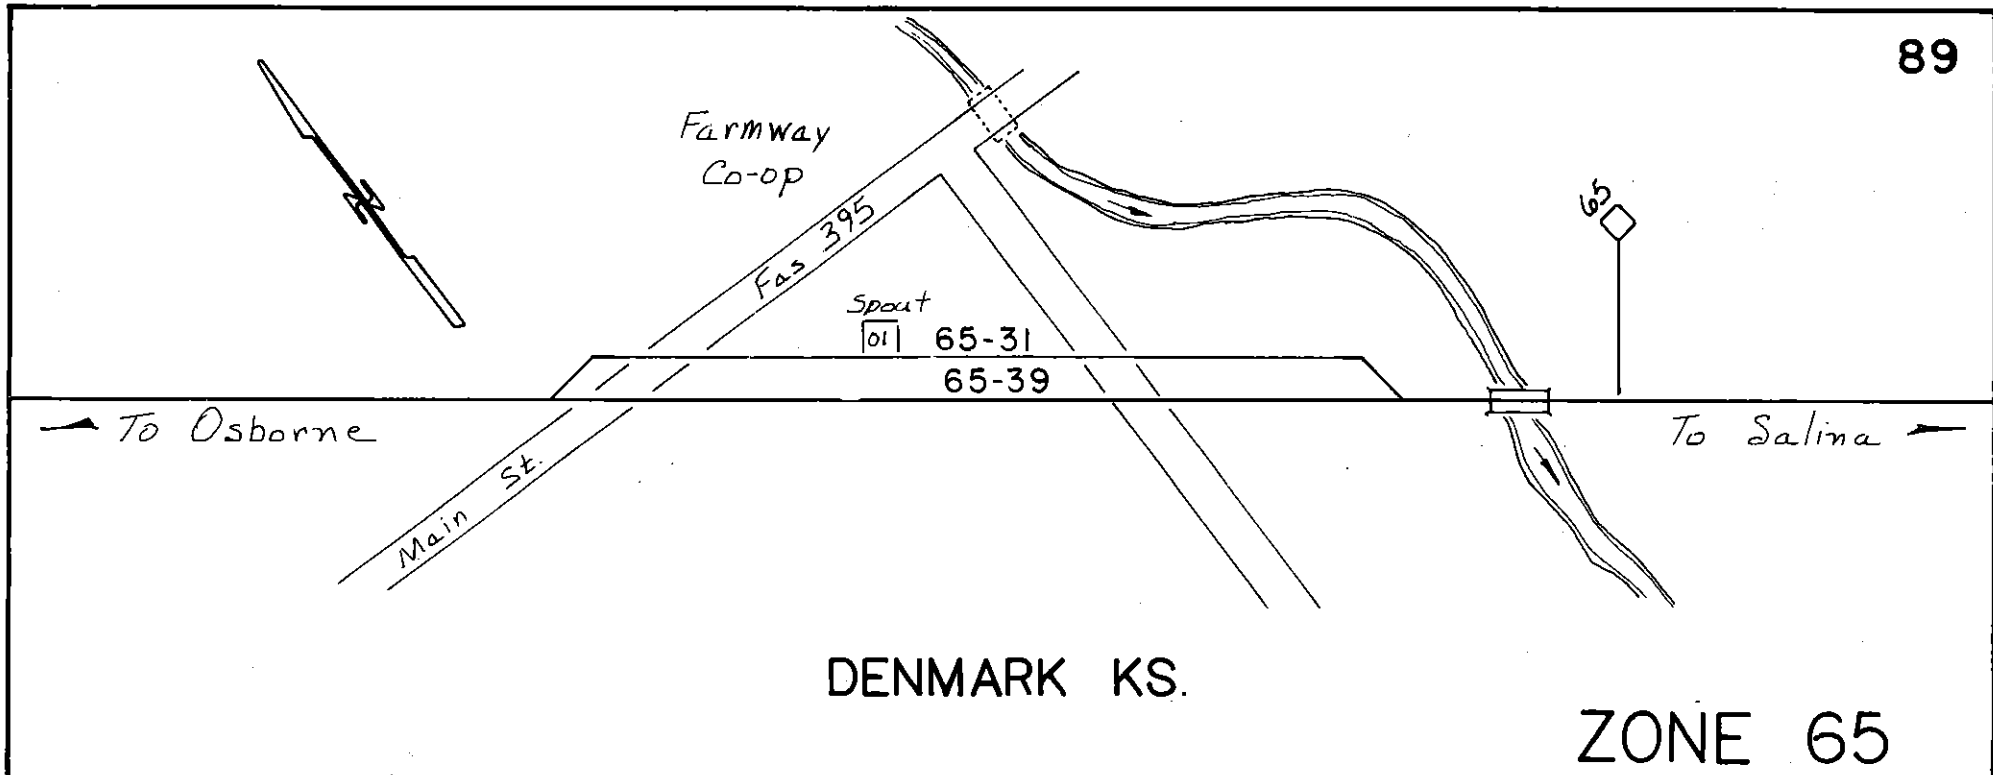 89
Farmway
Co-op
65
Fas 395
Spout
01 65-31
65-39
To Osborne
To Salina
Main St.
N
DENMARK KS.
ZONE 65